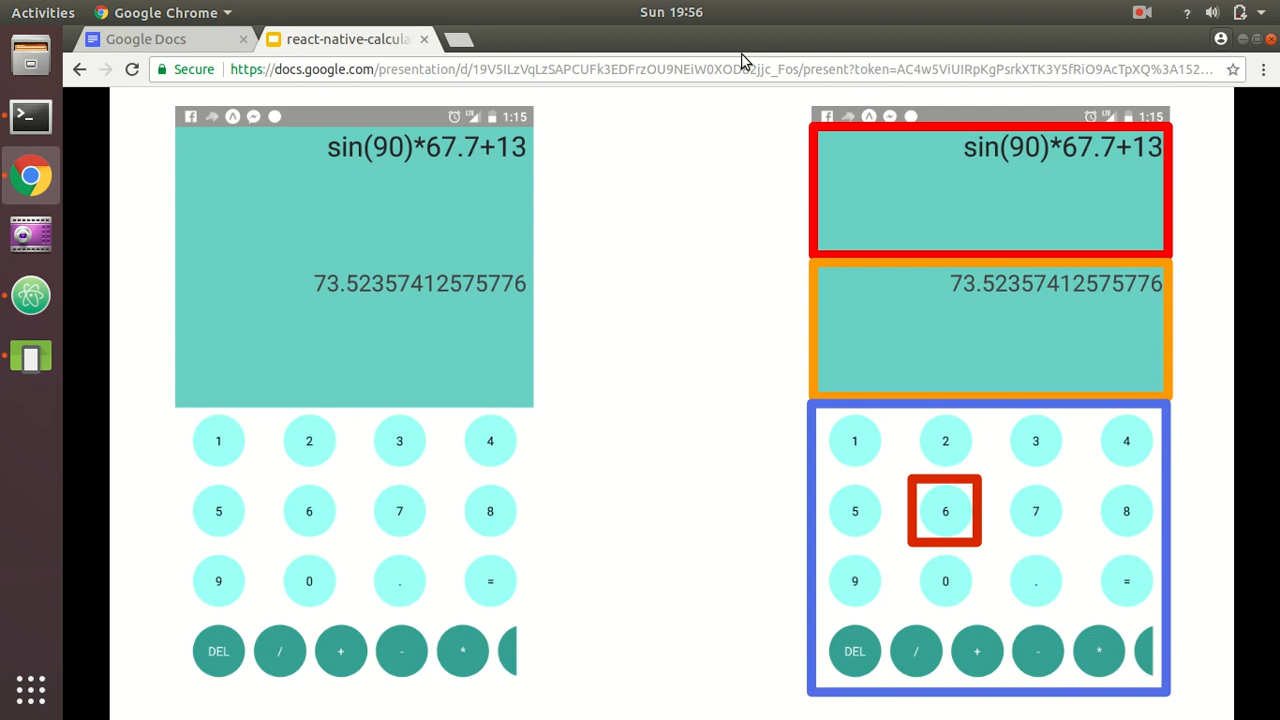 Activities Google Chrome Sun 19:56
Google Docs react-native-calcula
Secure https://docs.google.com/presentation/d/
1:15
sin(90)*67.7+13
73.52357412575776
1 2 3 4
5 6 7 8
9 0 . =
DEL / + - *
LTE 1:15
sin(90)*67.7+13
73.52357412575776
1 2 3 4
5 6 7 8
9 0 . =
DEL / + - *